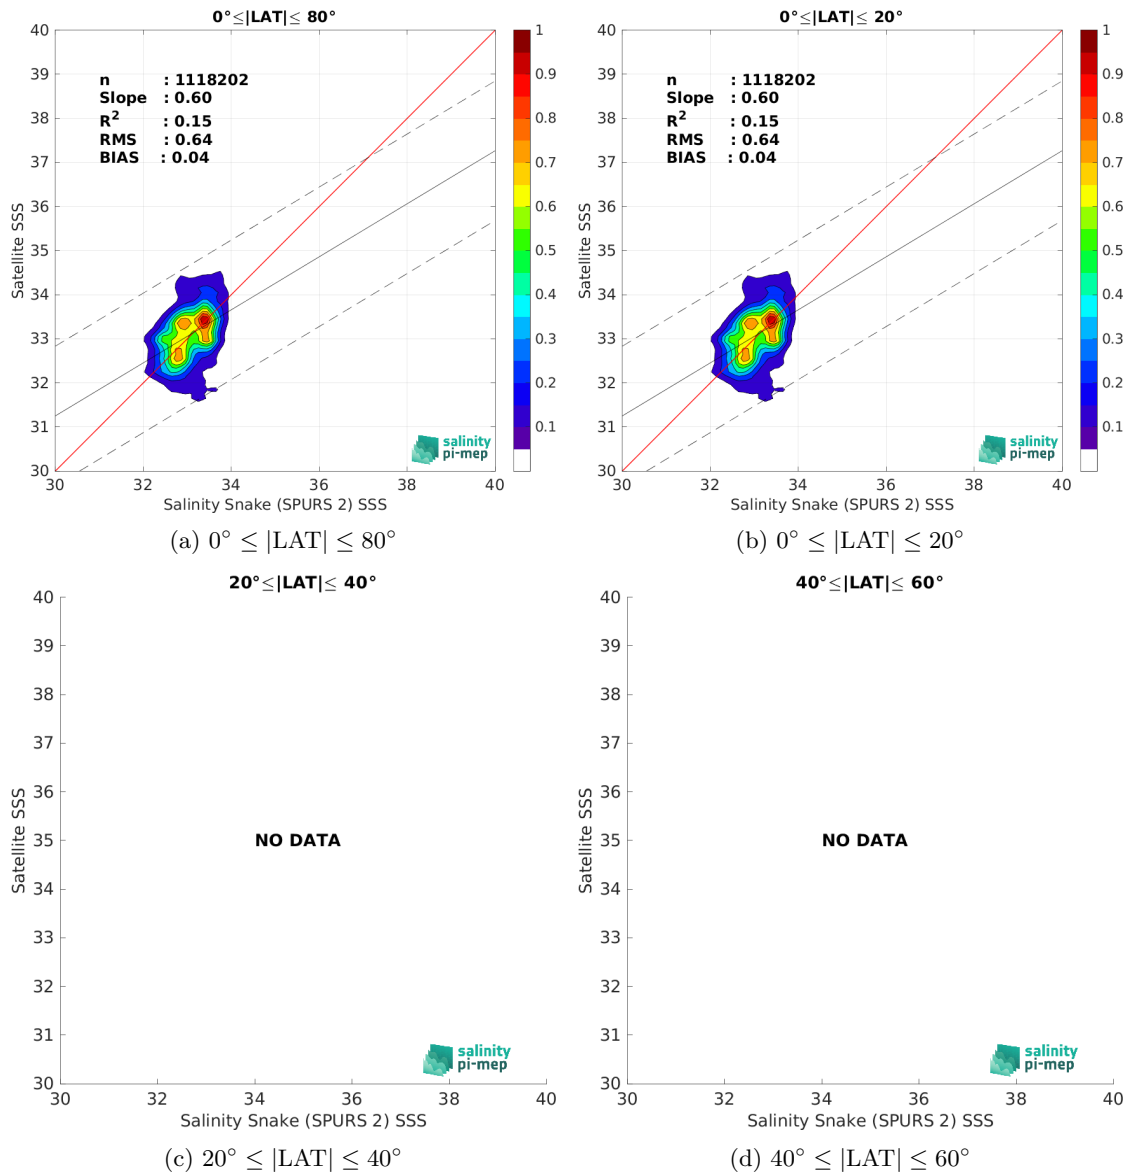 0°≤|LAT|≤ 80°
40
39
38
37
36
35
34
33
32
31
30
30
32
34
36
38
40
Satellite SSS
Salinity Snake (SPURS 2) SSS
n : 1118202
Slope : 0.60
R² : 0.15
RMS : 0.64
BIAS : 0.04
1
0.9
0.8
0.7
0.6
0.5
0.4
0.3
0.2
0.1
salinity
pi-mep
(a) 0° ≤ |LAT| ≤ 80°
0°≤|LAT|≤ 20°
40
39
38
37
36
35
34
33
32
31
30
30
32
34
36
38
40
Satellite SSS
Salinity Snake (SPURS 2) SSS
n : 1118202
Slope : 0.60
R² : 0.15
RMS : 0.64
BIAS : 0.04
1
0.9
0.8
0.7
0.6
0.5
0.4
0.3
0.2
0.1
salinity
pi-mep
(b) 0° ≤ |LAT| ≤ 20°
20°≤|LAT|≤ 40°
40
39
38
37
36
35
34
33
32
31
30
30
32
34
36
38
40
Satellite SSS
Salinity Snake (SPURS 2) SSS
NO DATA
salinity
pi-mep
(c) 20° ≤ |LAT| ≤ 40°
40°≤|LAT|≤ 60°
40
39
38
37
36
35
34
33
32
31
30
30
32
34
36
38
40
Satellite SSS
Salinity Snake (SPURS 2) SSS
NO DATA
salinity
pi-mep
(d) 40° ≤ |LAT| ≤ 60°